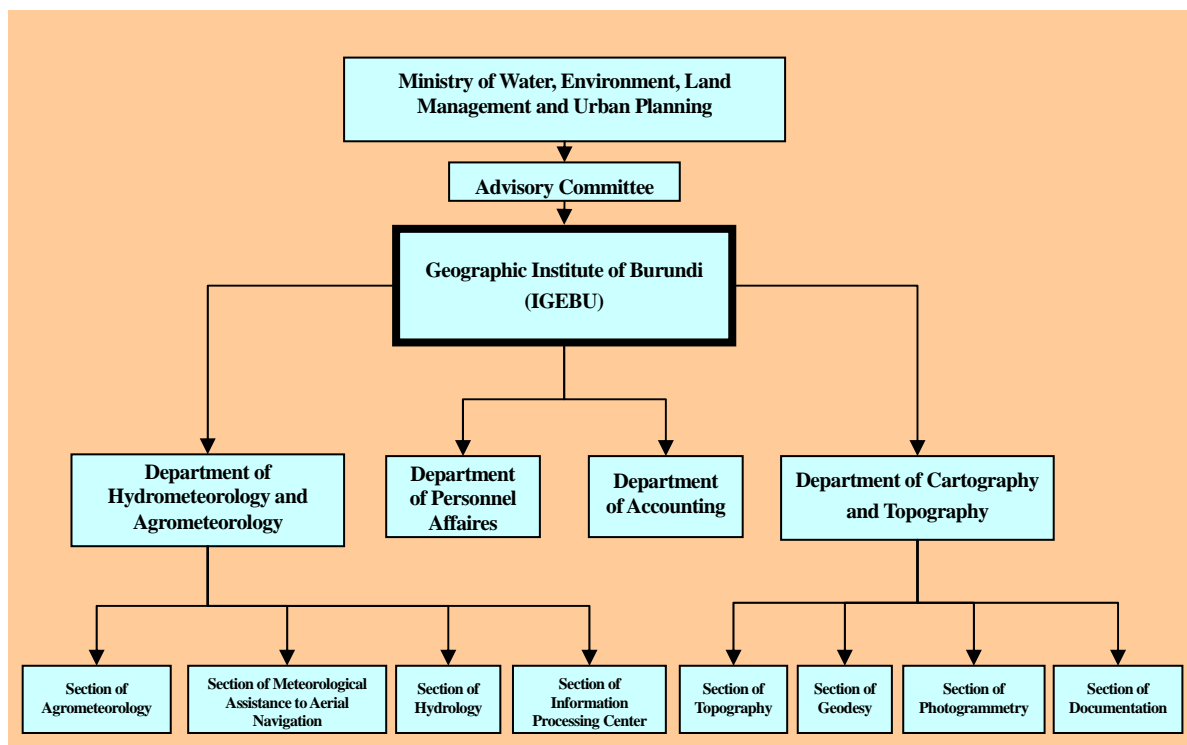 Ministry of Water, Environment, Land
Management and Urban Planning
Advisory Committee
Geographic Institute of Burundi
(IGEBU)
Department of
Hydrometeorology and
Agrometeorology
Department
of Personnel
Affaires
Department
of Accounting
Department of Cartography
and Topography
Section of
Agrometeorology
Section of Meteorological
Assistance to Aerial
Navigation
Section of
Hydrology
Section of
Information
Processing Center
Section of
Topography
Section of
Geodesy
Section of
Photogrammetry
Section of
Documentation